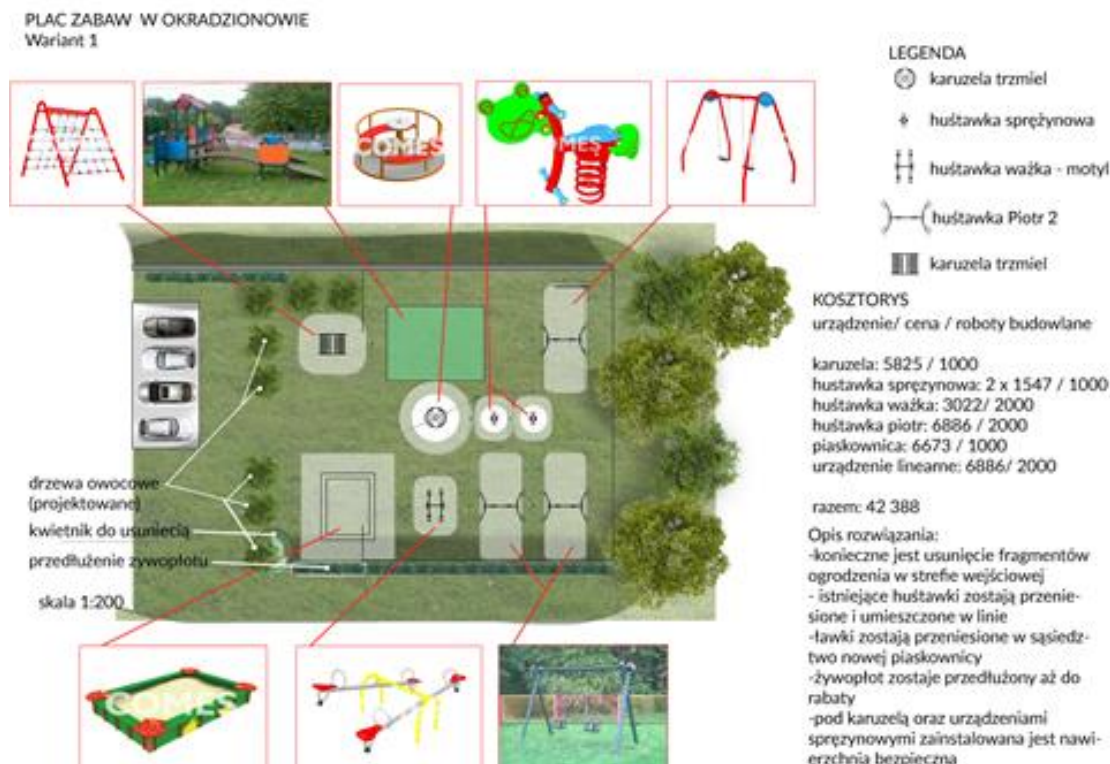 PLAC ZABAW W OKRADZIONOWIE
Wariant 1
COMES
COMES
LEGENDA
karuzela trzmiel
huśtawka sprężynowa
huśtawka ważka - motyl
huśtawka Piotr 2
karuzela trzmiel
KOSZTORYS
urządzenie/ cena / roboty budowlane
karuzela: 5825 / 1000
hustawka spręzynowa: 2 x 1547 / 1000
huśtawka ważka: 3022/ 2000
huśtawka piotr: 6886 / 2000
piaskownica: 6673 / 1000
urządzenie linearne: 6886/ 2000
razem: 42 388
Opis rozwiązania:
-konieczne jest usunięcie fragmentów
ogrodzenia w strefie wejściowej
- istniejące huśtawki zostają przenie-
sione i umieszczone w linie
-ławki zostają przeniesione w sąsiedz-
two nowej piaskownicy
-żywopłot zostaje przedłużony aż do
rabaty
-pod karuzelą oraz urządzeniami
spręzynowymi zainstalowana jest nawi-
erzchnia bezpieczna
drzewa owocowe
(projektowane)
kwietnik do usunięcią
przedłużenie zywopłotu
skala 1:200
COMES